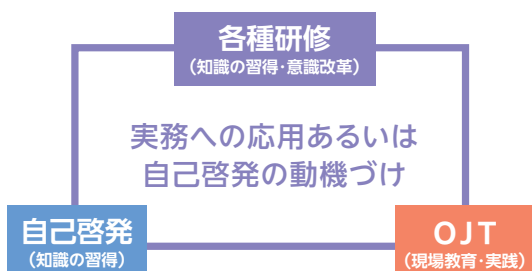 各種研修
（知識の習得・意識改革）
実務への応用あるいは
自己啓発の動機づけ
自己啓発
（知識の習得）
OJT
（現場教育・実践）